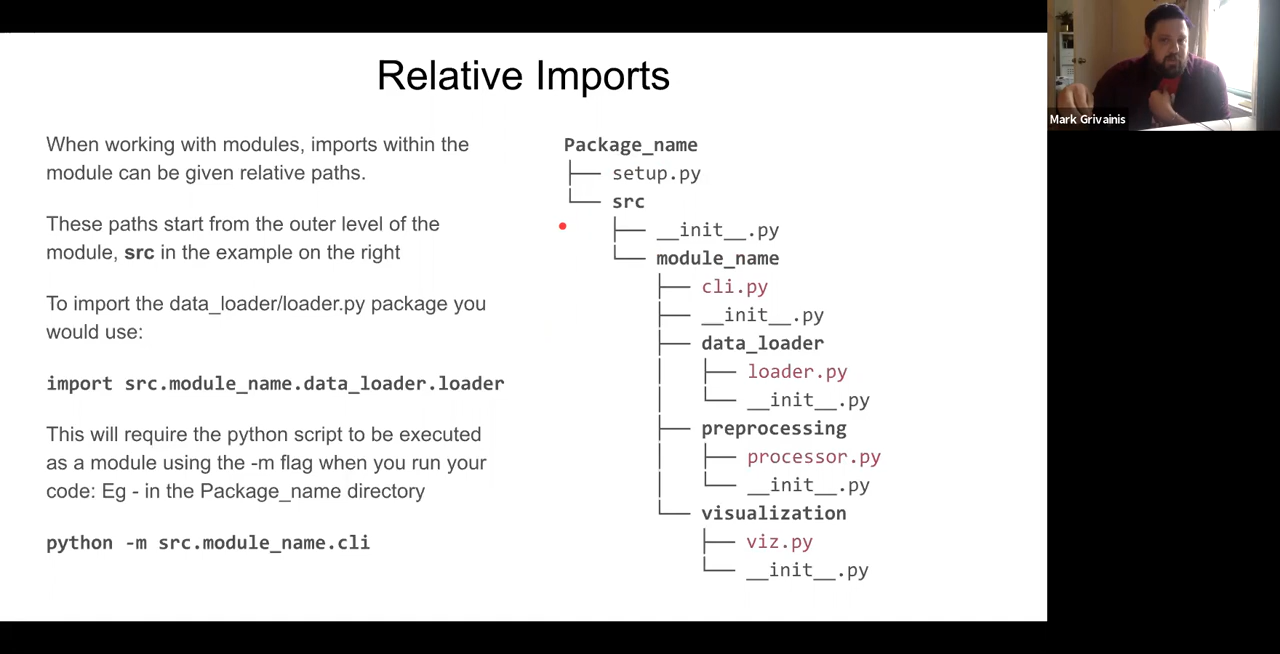 Relative Imports
When working with modules, imports within the
module can be given relative paths.
These paths start from the outer level of the
module, src in the example on the right
To import the data_loader/loader.py package you
would use:
import src.module_name.data_loader.loader
This will require the python script to be executed
as a module using the -m flag when you run your
code: Eg - in the Package_name directory
python -m src.module_name.cli
Package_name
├── setup.py
└── src
    ├── __init__.py
    └── module_name
        ├── cli.py
        ├── __init__.py
        ├── data_loader
        │   ├── loader.py
        │   └── __init__.py
        ├── preprocessing
        │   ├── processor.py
        │   └── __init__.py
        └── visualization
            ├── viz.py
            └── __init__.py
Mark Grivainis